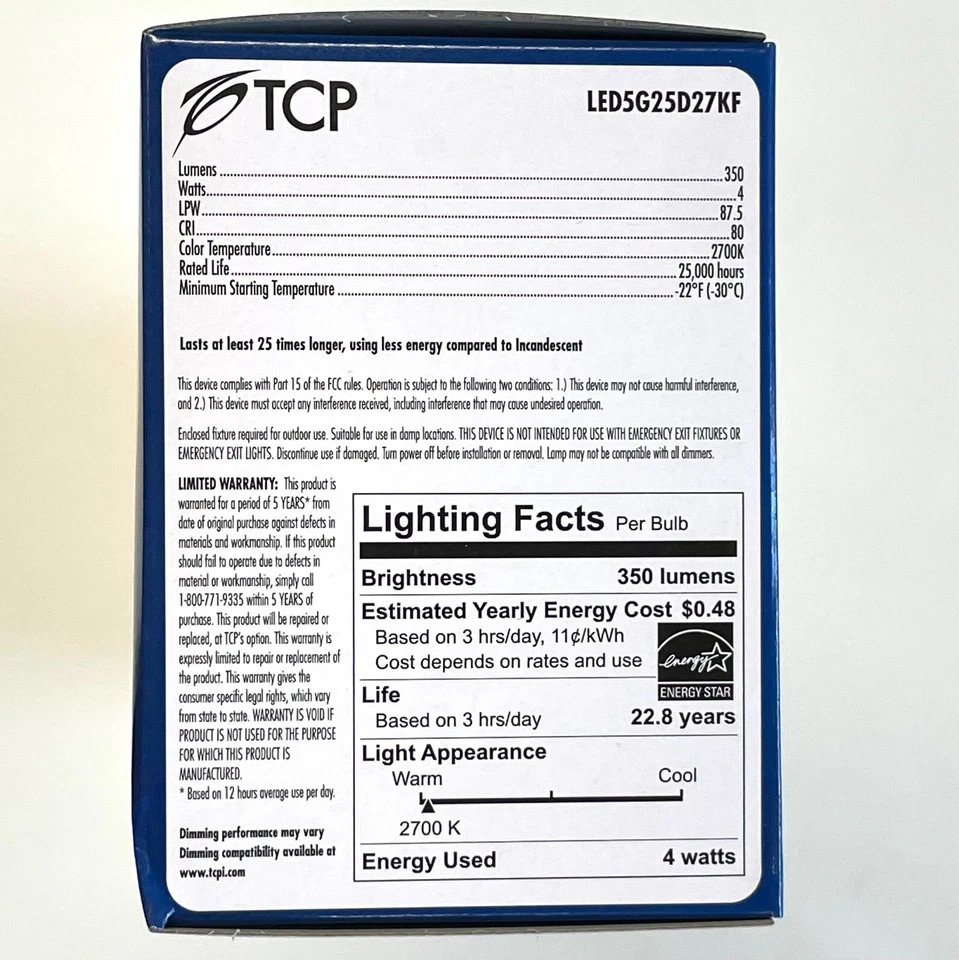 TCP LED5G25D27KF
Lumens 350
Watts 4
LPW 87.5
CRI 80
Color Temperature 2700K
Rated Life 25,000 hours
Minimum Starting Temperature -22°F (-30°C)
Lasts at least 25 times longer, using less energy compared to Incandescent
This device complies with Part 15 of the FCC rules. Operation is subject to the following two conditions: 1.) This device may not cause harmful interference,
and 2.) This device must accept any interference received, including interference that may cause undesired operation.
Enclosed fixture required for outdoor use. Suitable for use in damp locations. THIS DEVICE IS NOT INTENDED FOR USE WITH EMERGENCY EXIT FIXTURES OR
EMERGENCY EXIT LIGHTS. Discontinue use if damaged. Turn power off before installation or removal. Lamp may not be compatible with all dimmers.
LIMITED WARRANTY: This product is
warranted for a period of 5 YEARS* from
date of original purchase against defects in
materials and workmanship. If this product
should fail to operate due to defects in
material or workmanship, simply call
1-800-771-9335 within 5 YEARS of
purchase. This product will be repaired or
replaced, at TCP's option. This warranty is
expressly limited to repair or replacement of
the product. This warranty gives the
consumer specific legal rights, which vary
from state to state. WARRANTY IS VOID IF
PRODUCT IS NOT USED FOR THE PURPOSE
FOR WHICH THIS PRODUCT IS
MANUFACTURED.
* Based on 12 hours average use per day.
Dimming performance may vary
Dimming compatibility available at
www.tcpi.com
Lighting Facts Per Bulb
Brightness 350 lumens
Estimated Yearly Energy Cost $0.48
Based on 3 hrs/day, 11¢/kWh
Cost depends on rates and use
energy
ENERGY STAR
Life
Based on 3 hrs/day 22.8 years
Light Appearance
Warm Cool
2700 K
Energy Used 4 watts